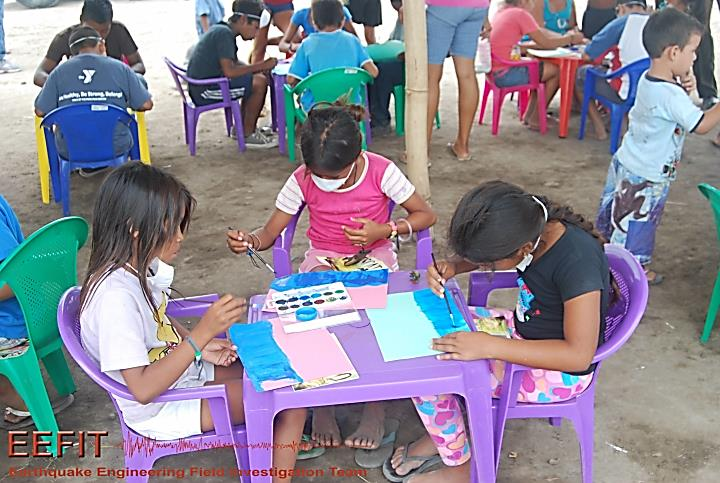 EEFIT
Earthquake Engineering Field Investigation Team